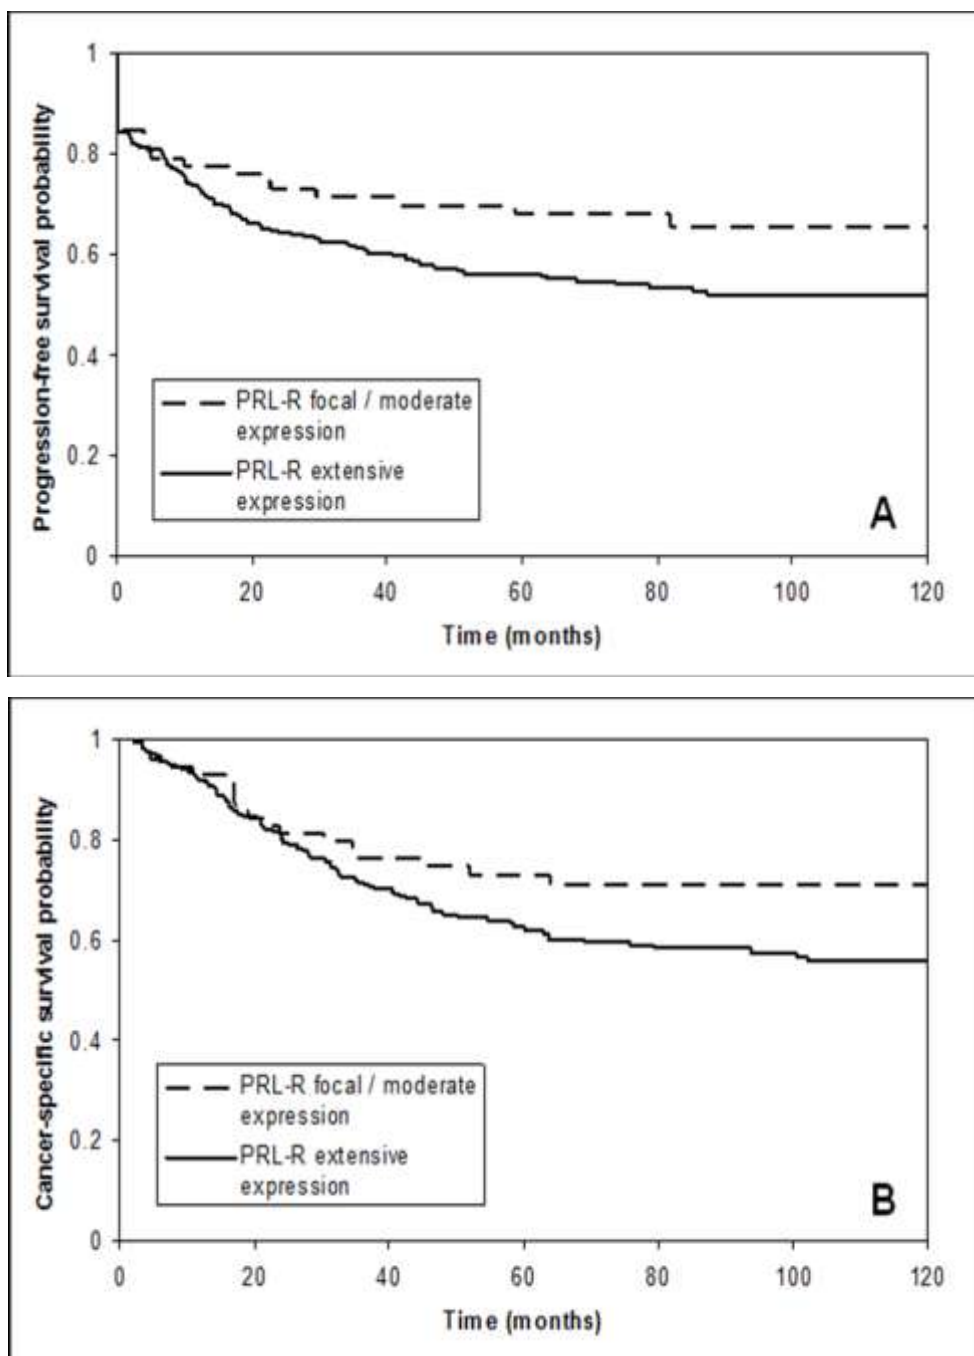 Progression-free survival probability
1
0.8
0.6
0.4
0.2
0
PRL-R focal / moderate
expression
PRL-R extensive
expression
A
0 20 40 60 80 100 120
Time (months)
Cancer-specific survival probability
1
0.8
0.6
0.4
0.2
0
PRL-R focal / moderate
expression
PRL-R extensive
expression
B
0 20 40 60 80 100 120
Time (months)